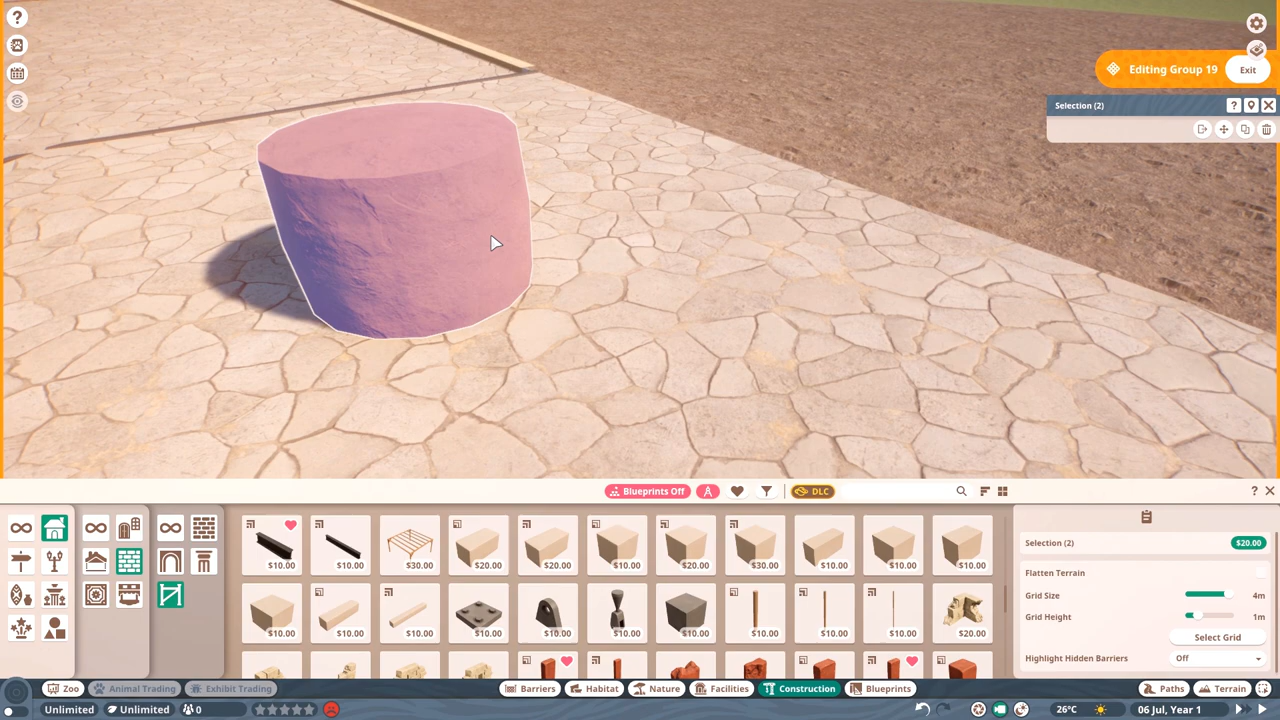 Editing Group 19
Exit
Selection (2)
?
?
Blueprints Off
DLC
?
$10.00
$10.00
$30.00
$20.00
$20.00
$10.00
$20.00
$30.00
$10.00
$10.00
$10.00
$10.00
$10.00
$10.00
$10.00
$10.00
$10.00
$10.00
$10.00
$10.00
$10.00
$20.00
Selection (2)
$20.00
Flatten Terrain
Grid Size
4m
Grid Height
1m
Select Grid
Highlight Hidden Barriers
Off
Zoo
Animal Trading
Exhibit Trading
Barriers
Habitat
Nature
Facilities
Construction
Blueprints
Paths
Terrain
Unlimited
Unlimited
0
26°C
06 Jul, Year 1